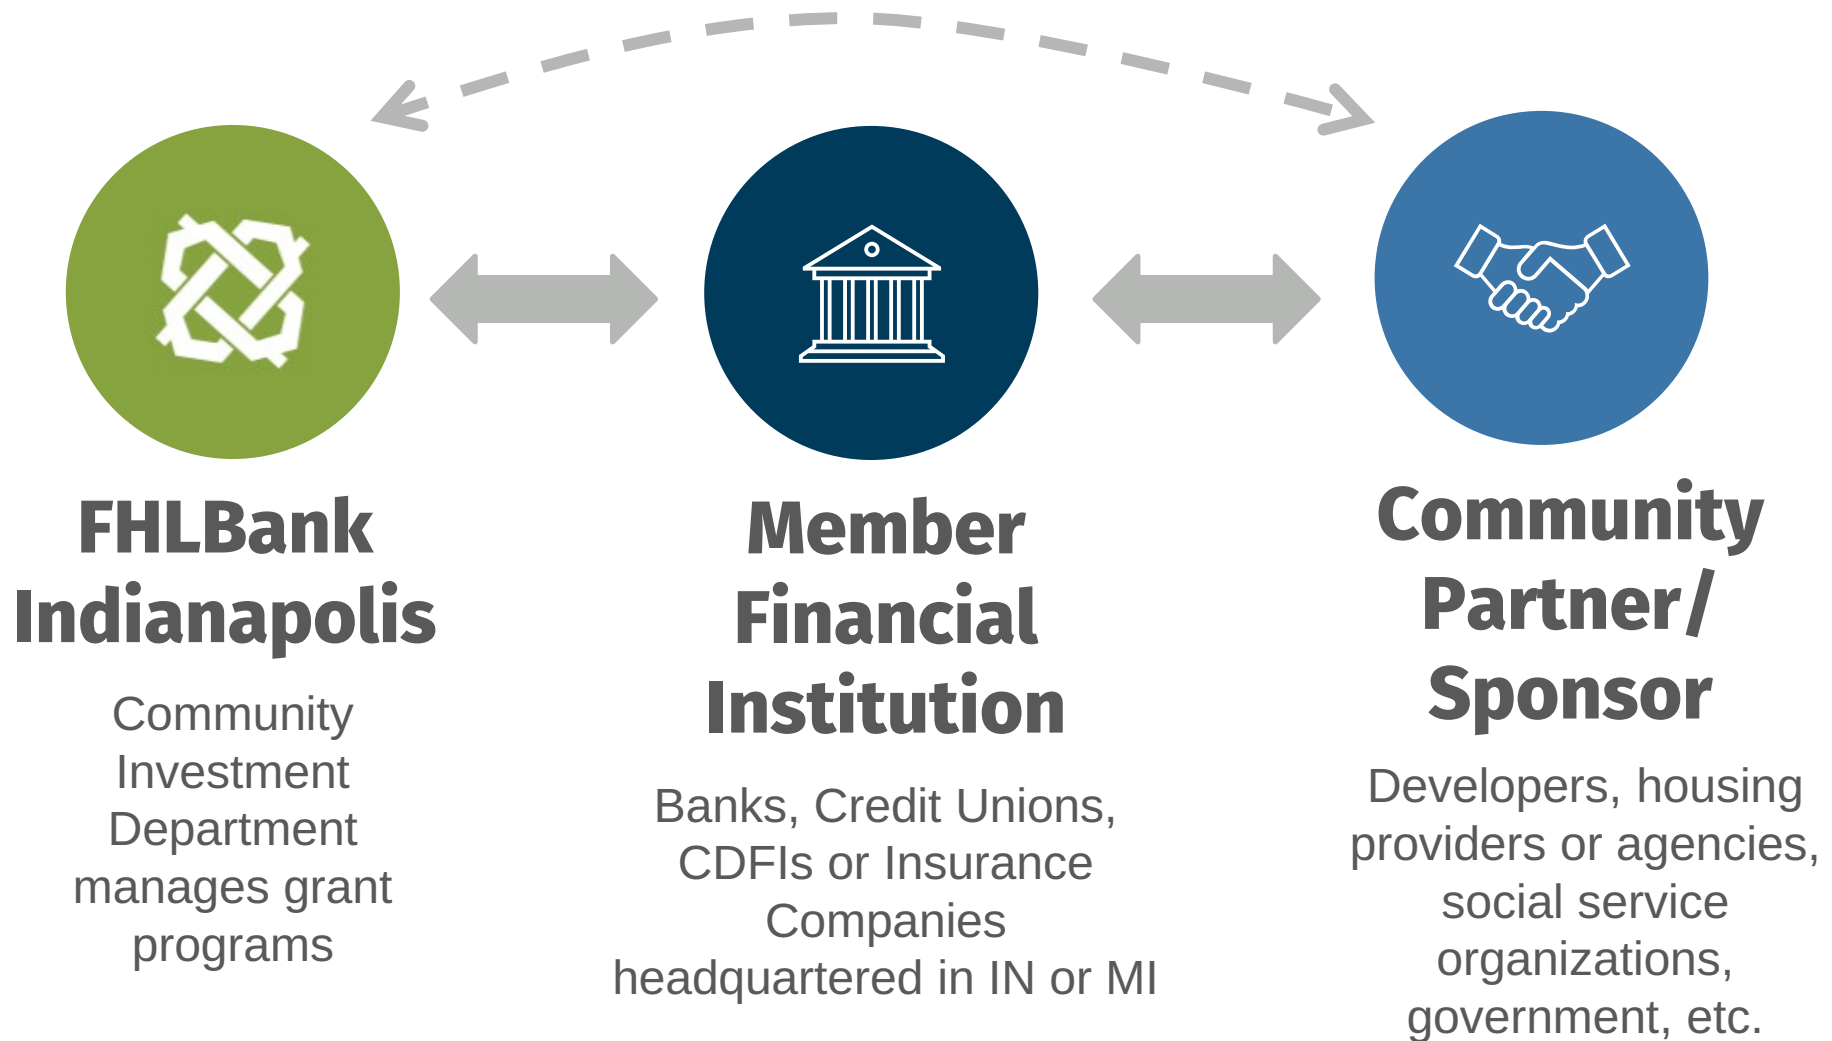 FHLBank
Indianapolis
Community
Investment
Department
manages grant
programs
Member
Financial
Institution
Banks, Credit Unions,
CDFIs or Insurance
Companies
headquartered in IN or MI
Community
Partner/
Sponsor
Developers, housing
providers or agencies,
social service
organizations,
government, etc.